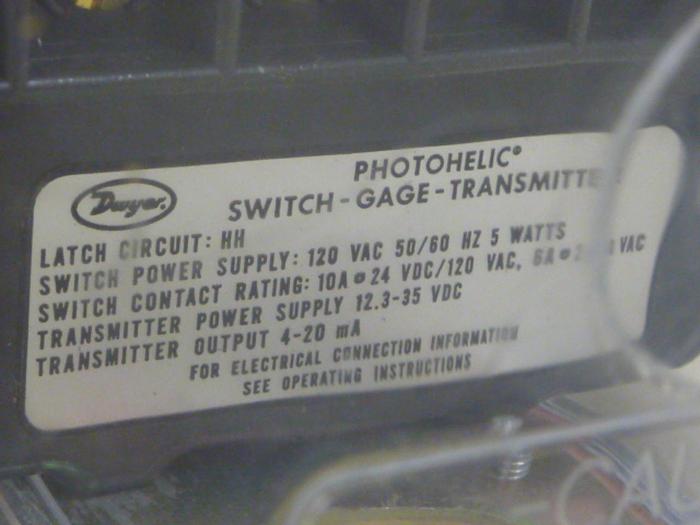 Dwyer.
PHOTOHELIC®
SWITCH-GAGE-TRANSMITTER
LATCH CIRCUIT: HH
SWITCH POWER SUPPLY: 120 VAC 50/60 HZ 5 WATTS
SWITCH CONTACT RATING: 10A @ 24 VDC/120 VAC, 6A @ VAC
TRANSMITTER POWER SUPPLY 12.3-35 VDC
TRANSMITTER OUTPUT 4-20 mA
FOR ELECTRICAL CONNECTION INFORMATION
SEE OPERATING INSTRUCTIONS
CAL